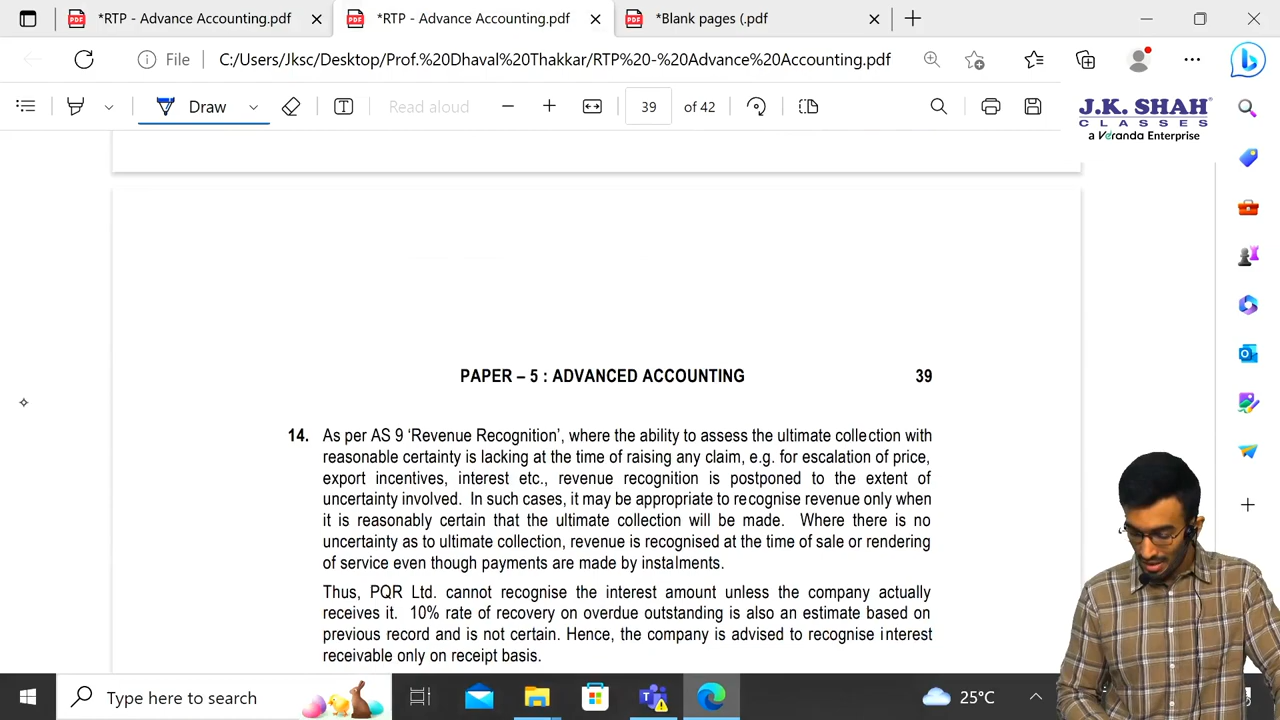 *RTP - Advance Accounting.pdf
*RTP - Advance Accounting.pdf
*Blank pages (.pdf
File
C:/Users/Jksc/Desktop/Prof.%20Dhaval%20Thakkar/RTP%20-%20Advance%20Accounting.pdf
Draw
Read aloud
39
of 42
J.K. SHAH
CLASSES
a Veranda Enterprise
PAPER – 5 : ADVANCED ACCOUNTING 39
14. As per AS 9 ‘Revenue Recognition’, where the ability to assess the ultimate collection with
reasonable certainty is lacking at the time of raising any claim, e.g. for escalation of price,
export incentives, interest etc., revenue recognition is postponed to the extent of
uncertainty involved. In such cases, it may be appropriate to recognise revenue only when
it is reasonably certain that the ultimate collection will be made. Where there is no
uncertainty as to ultimate collection, revenue is recognised at the time of sale or rendering
of service even though payments are made by instalments.
Thus, PQR Ltd. cannot recognise the interest amount unless the company actually
receives it. 10% rate of recovery on overdue outstanding is also an estimate based on
previous record and is not certain. Hence, the company is advised to recognise interest
receivable only on receipt basis.
Type here to search
25°C